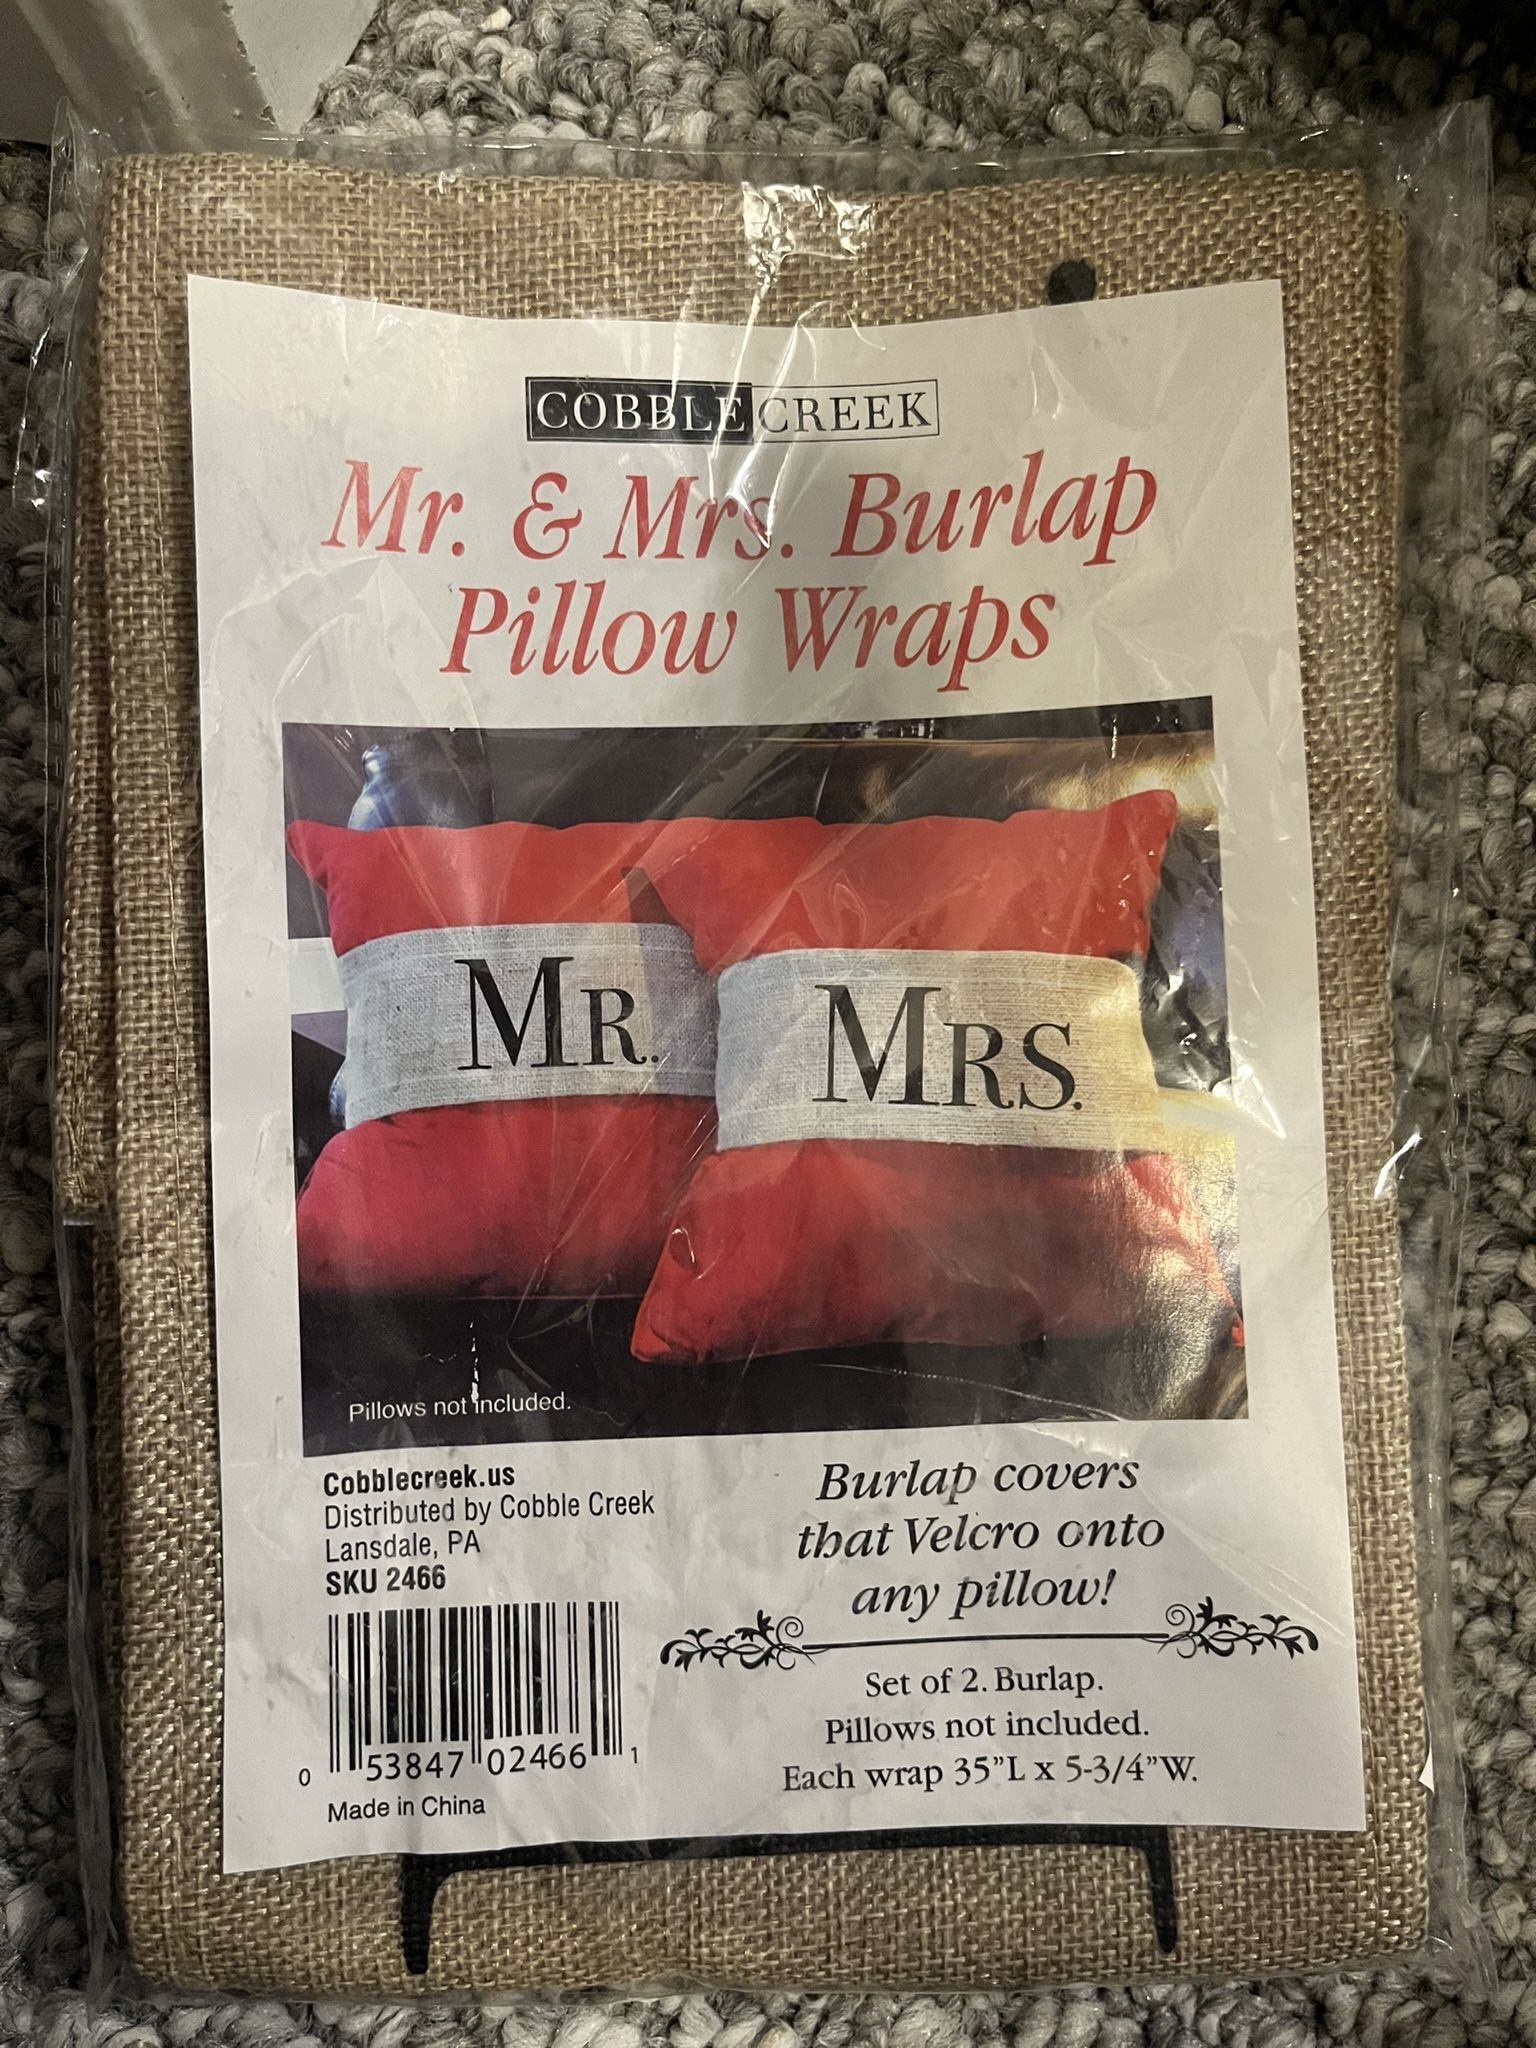 COBBLE CREEK
Mr. & Mrs. Burlap
Pillow Wraps
MR.
MRS.
Pillows not included.
Cobblecreek.us
Distributed by Cobble Creek
Lansdale, PA
SKU 2466
0 53847 02466 1
Made in China
Burlap covers
that Velcro onto
any pillow!
Set of 2. Burlap.
Pillows not included.
Each wrap 35"L x 5-3/4"W.